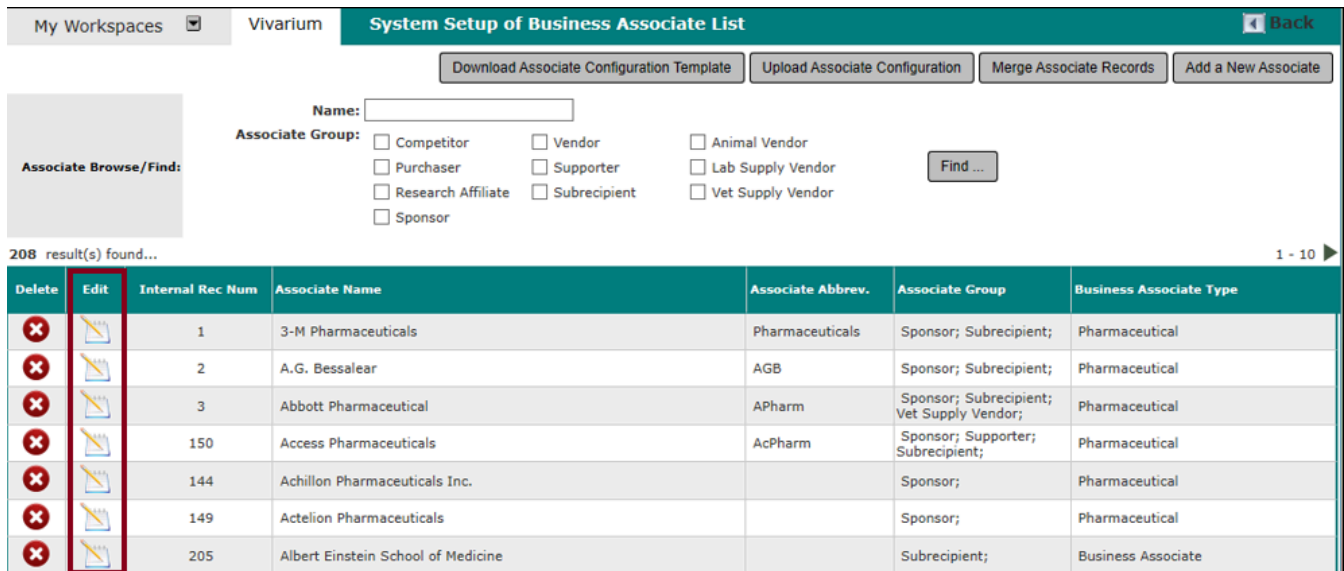 My Workspaces Vivarium System Setup of Business Associate List Back
Download Associate Configuration Template Upload Associate Configuration Merge Associate Records Add a New Associate
Name:
Associate Group:
Competitor Vendor Animal Vendor
Associate Browse/Find: Purchaser Supporter Lab Supply Vendor Find ...
Research Affiliate Subrecipient Vet Supply Vendor
Sponsor
208 result(s) found... 1 - 10
Delete Edit Internal Rec Num Associate Name Associate Abbrev. Associate Group Business Associate Type
1 3-M Pharmaceuticals Pharmaceuticals Sponsor; Subrecipient; Pharmaceutical
2 A.G. Bessalear AGB Sponsor; Subrecipient; Pharmaceutical
3 Abbott Pharmaceutical APharm Sponsor; Subrecipient; Vet Supply Vendor; Pharmaceutical
150 Access Pharmaceuticals AcPharm Sponsor; Supporter; Subrecipient; Pharmaceutical
144 Achillon Pharmaceuticals Inc. Sponsor; Pharmaceutical
149 Actelion Pharmaceuticals Sponsor; Pharmaceutical
205 Albert Einstein School of Medicine Subrecipient; Business Associate